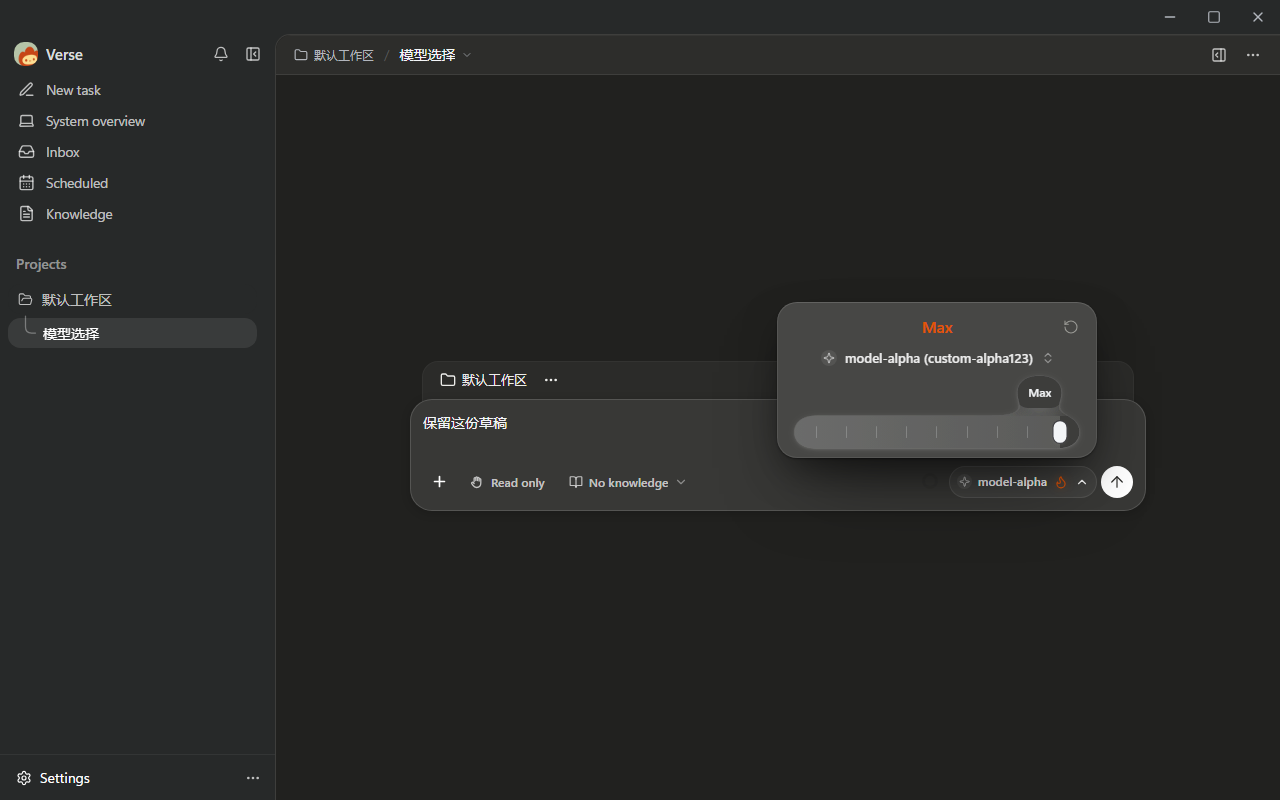 Verse
New task
System overview
Inbox
Scheduled
Knowledge
Projects
默认工作区
模型选择
Settings
默认工作区 / 模型选择
Max
model-alpha (custom-alpha123)
Max
默认工作区
保留这份草稿
Read only
No knowledge
model-alpha